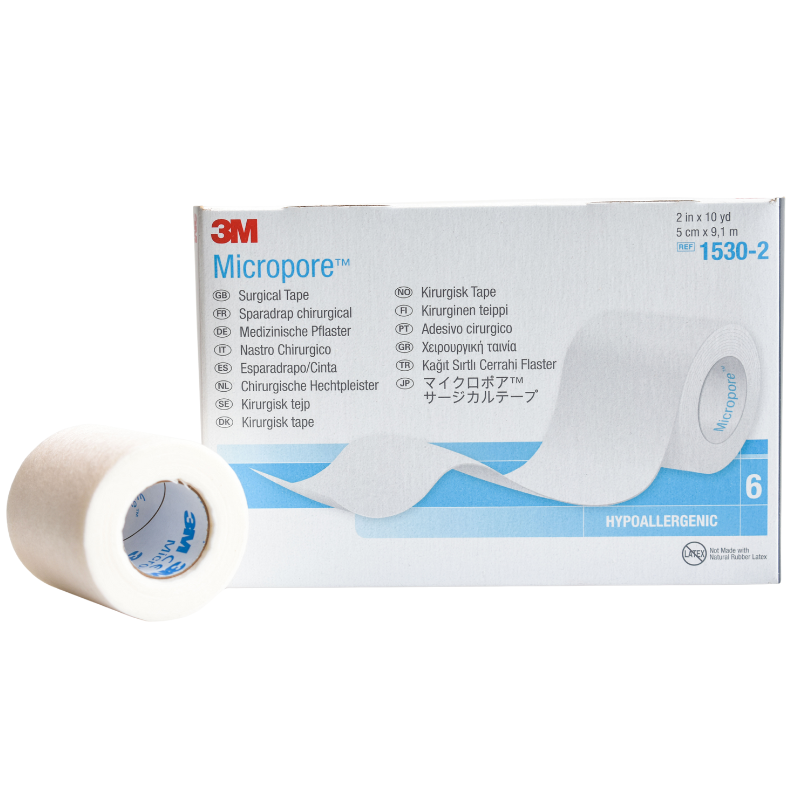 3M
Micropore™
GB Surgical Tape
FR Sparadrap chirurgical
DE Medizinische Pflaster
IT Nastro Chirurgico
ES Esparadrapo/Cinta
NL Chirurgische Hechtpleister
SE Kirurgisk tejp
DK Kirurgisk tape
NO Kirurgisk Tape
FI Kirurginen teippi
PT Adesivo cirurgico
GR Χειρουργική ταινία
TR Kağıt Sırtlı Cerrahi Flaster
JP マイクロポア™
サージカルテープ
2 in x 10 yd
5 cm x 9,1 m
REF 1530-2
Micropore™
6
HYPOALLERGENIC
LATEX
Not Made with
Natural Rubber Latex
3M
Micro